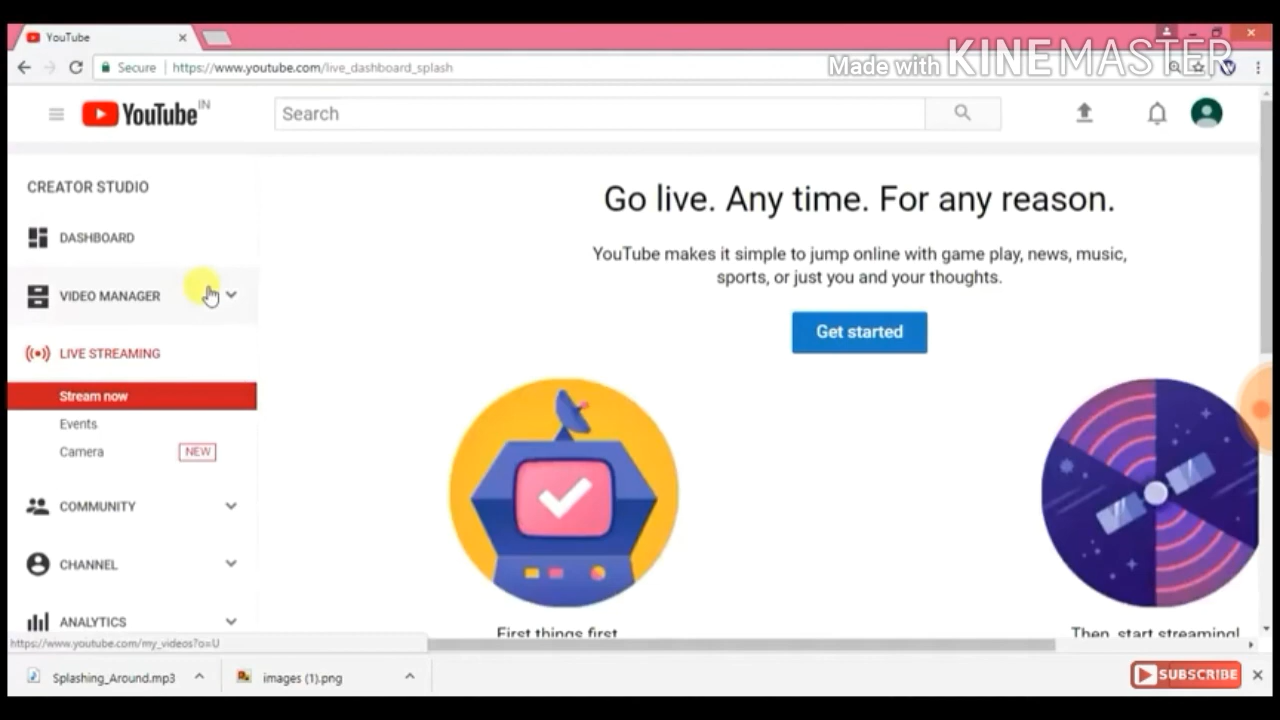 YouTube
Made with KINEMASTER
Secure https://www.youtube.com/live_dashboard_splash
YouTube IN
Search
CREATOR STUDIO
DASHBOARD
VIDEO MANAGER
LIVE STREAMING
Stream now
Events
Camera NEW
COMMUNITY
CHANNEL
ANALYTICS
Go live. Any time. For any reason.
YouTube makes it simple to jump online with game play, news, music,
sports, or just you and your thoughts.
Get started
First things first
Then, start streaming!
https://www.youtube.com/my_videos?o=U
Splashing_Around.mp3
images (1).png
SUBSCRIBE